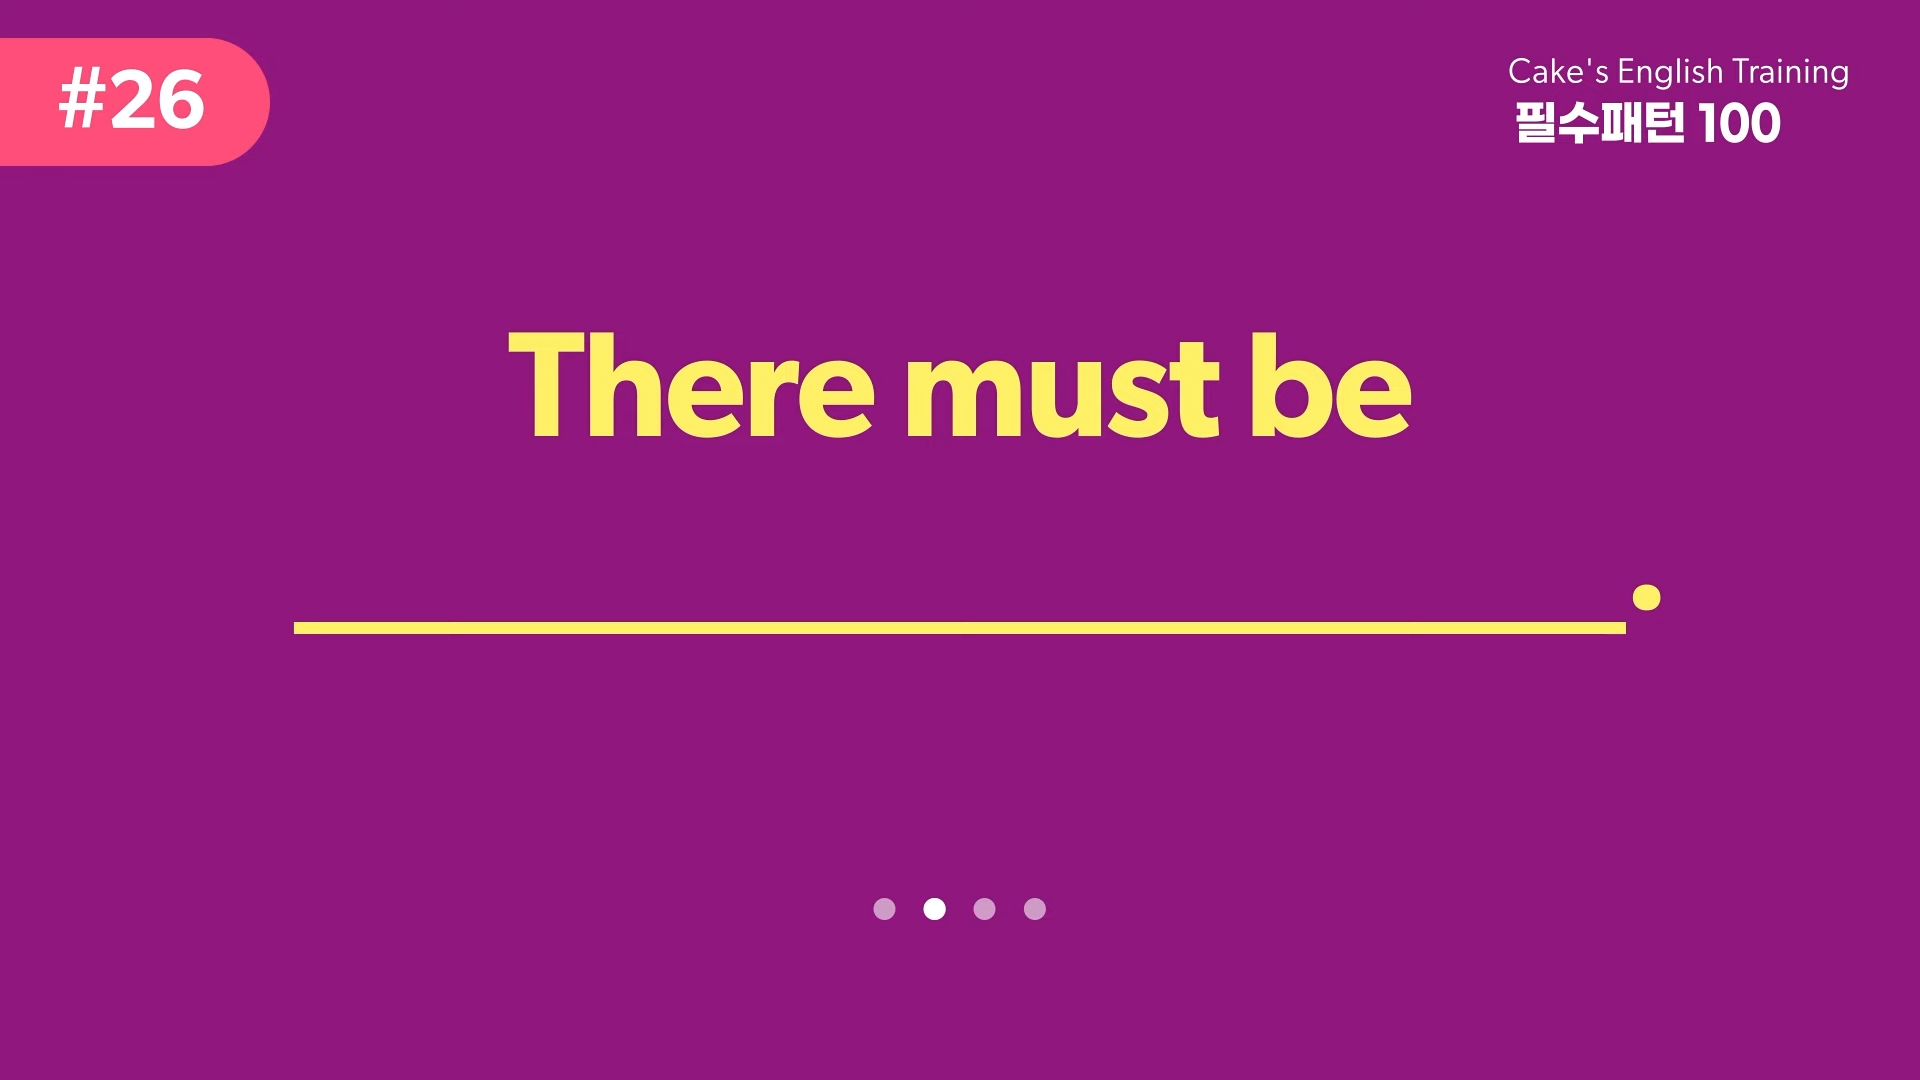 #26
Cake's English Training
필수패턴 100
There must be
.